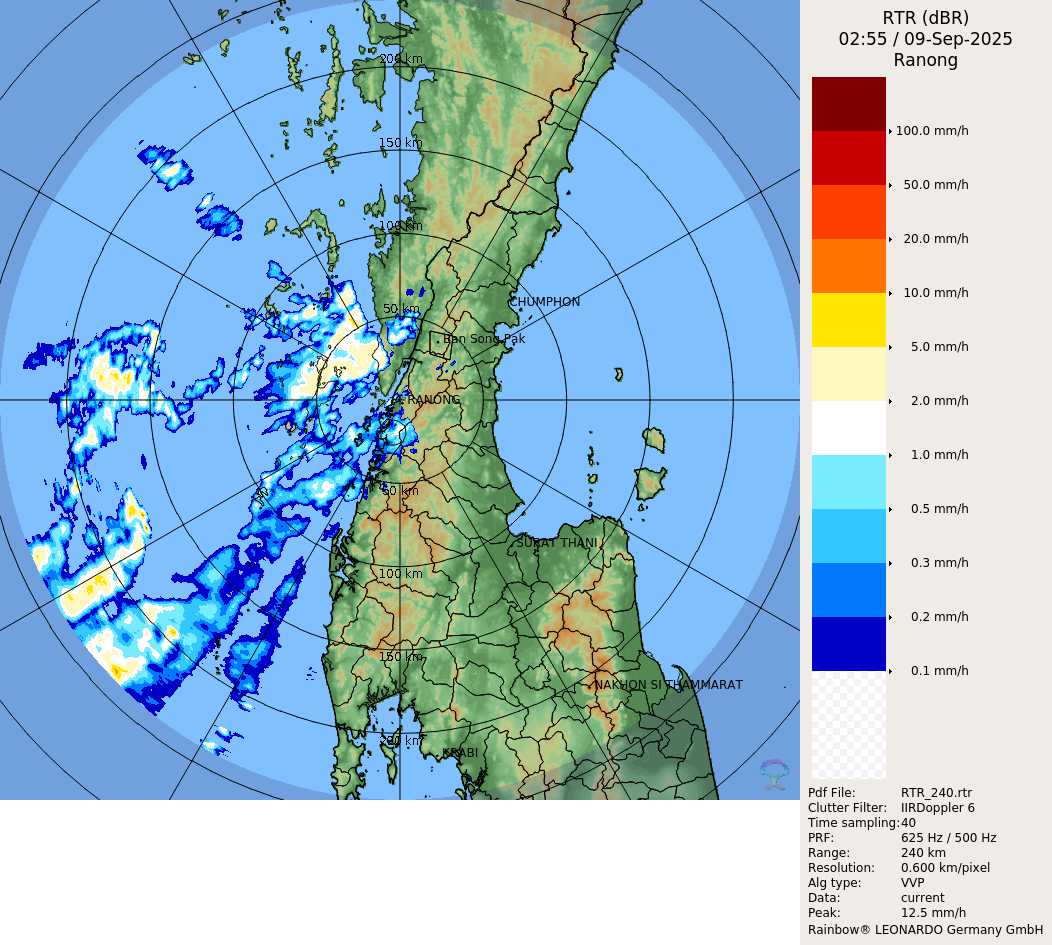 RTR (dBR)
02:55 / 09-Sep-2025
Ranong
200 km
150 km
100 km
50 km
CHUMPHON
Ban Song Pak
RANONG
50 km
SURAT THANI
100 km
150 km
NAKHON SI THAMMARAT
200 km
KRABI
100.0 mm/h
50.0 mm/h
20.0 mm/h
10.0 mm/h
5.0 mm/h
2.0 mm/h
1.0 mm/h
0.5 mm/h
0.3 mm/h
0.2 mm/h
0.1 mm/h
Pdf File: RTR_240.rtr
Clutter Filter: IIRDoppler 6
Time sampling: 40
PRF: 625 Hz / 500 Hz
Range: 240 km
Resolution: 0.600 km/pixel
Alg type: VVP
Data: current
Peak: 12.5 mm/h
Rainbow® LEONARDO Germany GmbH